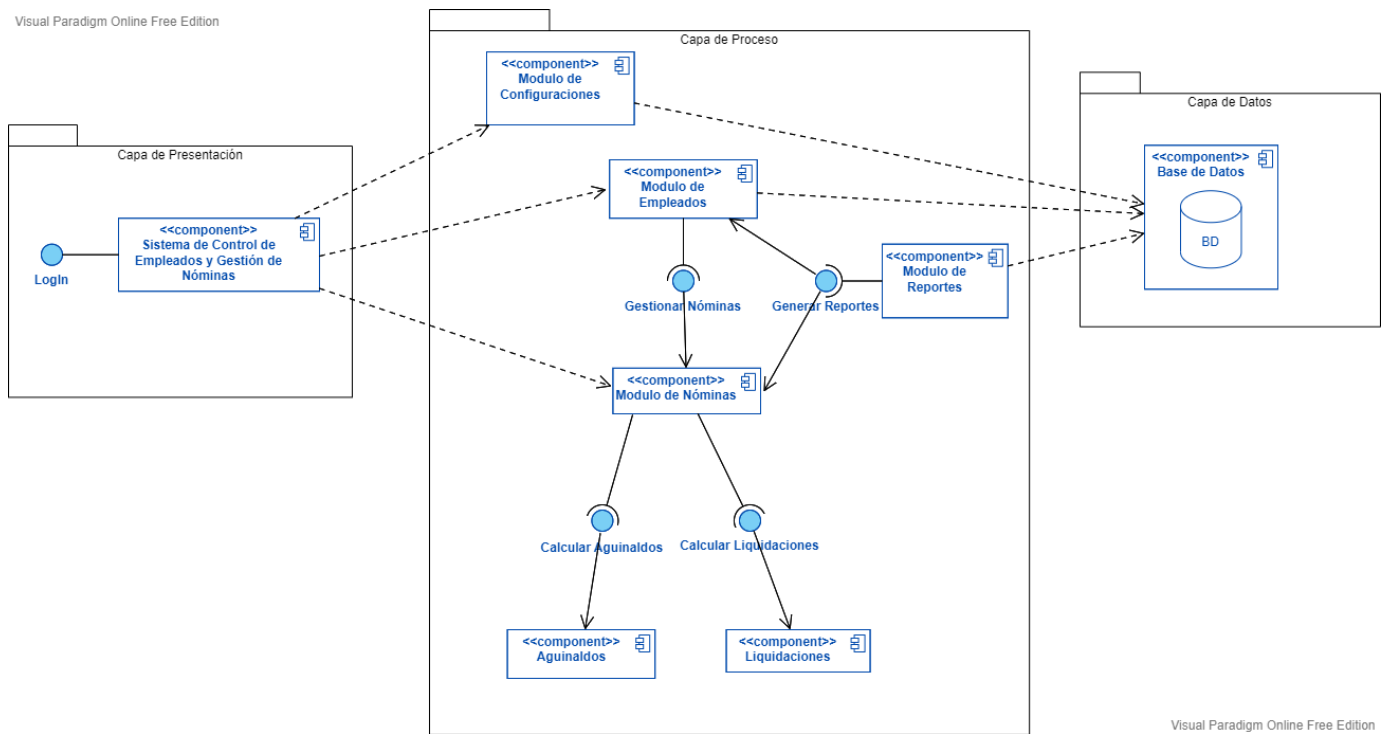 Visual Paradigm Online Free Edition
Capa de Proceso
<<component>>
Modulo de
Configuraciones
Capa de Datos
<<component>>
Base de Datos
BD
Capa de Presentación
<<component>>
Sistema de Control de
Empleados y Gestión de
Nóminas
LogIn
<<component>>
Modulo de
Empleados
<<component>>
Modulo de
Reportes
Gestionar Nóminas
Generar Reportes
<<component>>
Modulo de Nóminas
Calcular Aguinaldos
Calcular Liquidaciones
<<component>>
Aguinaldos
<<component>>
Liquidaciones
Visual Paradigm Online Free Edition